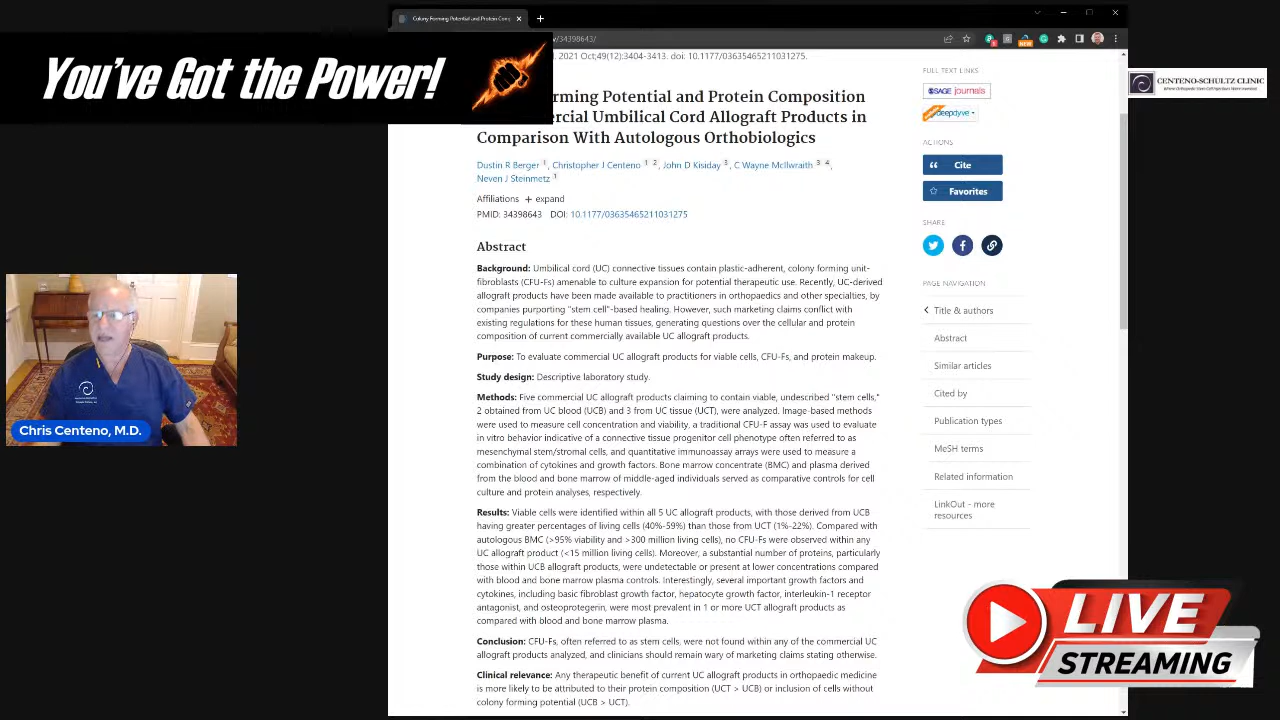 Colony Forming Potential and Protein Comp
/34398643/
You've Got the Power!
2021 Oct;49(12):3404-3413. doi: 10.1177/03635465211031275.
rming Potential and Protein Composition
rcial Umbilical Cord Allograft Products in
Comparison With Autologous Orthobiologics
Dustin R Berger 1, Christopher J Centeno 1 2, John D Kisiday 3, C Wayne McIlwraith 3 4,
Neven J Steinmetz 1
Affiliations + expand
PMID: 34398643 DOI: 10.1177/03635465211031275
Abstract
Background: Umbilical cord (UC) connective tissues contain plastic-adherent, colony forming unit-
fibroblasts (CFU-Fs) amenable to culture expansion for potential therapeutic use. Recently, UC-derived
allograft products have been made available to practitioners in orthopaedics and other specialties, by
companies purporting "stem cell"-based healing. However, such marketing claims conflict with
existing regulations for these human tissues, generating questions over the cellular and protein
composition of current commercially available UC allograft products.
Purpose: To evaluate commercial UC allograft products for viable cells, CFU-Fs, and protein makeup.
Study design: Descriptive laboratory study.
Methods: Five commercial UC allograft products claiming to contain viable, undescribed "stem cells,"
2 obtained from UC blood (UCB) and 3 from UC tissue (UCT), were analyzed. Image-based methods
were used to measure cell concentration and viability, a traditional CFU-F assay was used to evaluate
in vitro behavior indicative of a connective tissue progenitor cell phenotype often referred to as
mesenchymal stem/stromal cells, and quantitative immunoassay arrays were used to measure a
combination of cytokines and growth factors. Bone marrow concentrate (BMC) and plasma derived
from the blood and bone marrow of middle-aged individuals served as comparative controls for cell
culture and protein analyses, respectively.
Results: Viable cells were identified within all 5 UC allograft products, with those derived from UCB
having greater percentages of living cells (40%-59%) than those from UCT (1%-22%). Compared with
autologous BMC (>95% viability and >300 million living cells), no CFU-Fs were observed within any
UC allograft product (<15 million living cells). Moreover, a substantial number of proteins, particularly
those within UCB allograft products, were undetectable or present at lower concentrations compared
with blood and bone marrow plasma controls. Interestingly, several important growth factors and
cytokines, including basic fibroblast growth factor, hepatocyte growth factor, interleukin-1 receptor
antagonist, and osteoprotegerin, were most prevalent in 1 or more UCT allograft products as
compared with blood and bone marrow plasma.
Conclusion: CFU-Fs, often referred to as stem cells, were not found within any of the commercial UC
allograft products analyzed, and clinicians should remain wary of marketing claims stating otherwise.
Clinical relevance: Any therapeutic benefit of current UC allograft products in orthopaedic medicine
is more likely to be attributed to their protein composition (UCT > UCB) or inclusion of cells without
colony forming potential (UCB > UCT).
FULL TEXT LINKS
SAGE journals
deepdyve
ACTIONS
Cite
Favorites
SHARE
PAGE NAVIGATION
Title & authors
Abstract
Similar articles
Cited by
Publication types
MeSH terms
Related information
LinkOut - more
resources
CENTENO-SCHULTZ CLINIC
Chris Centeno, M.D.
LIVE
STREAMING